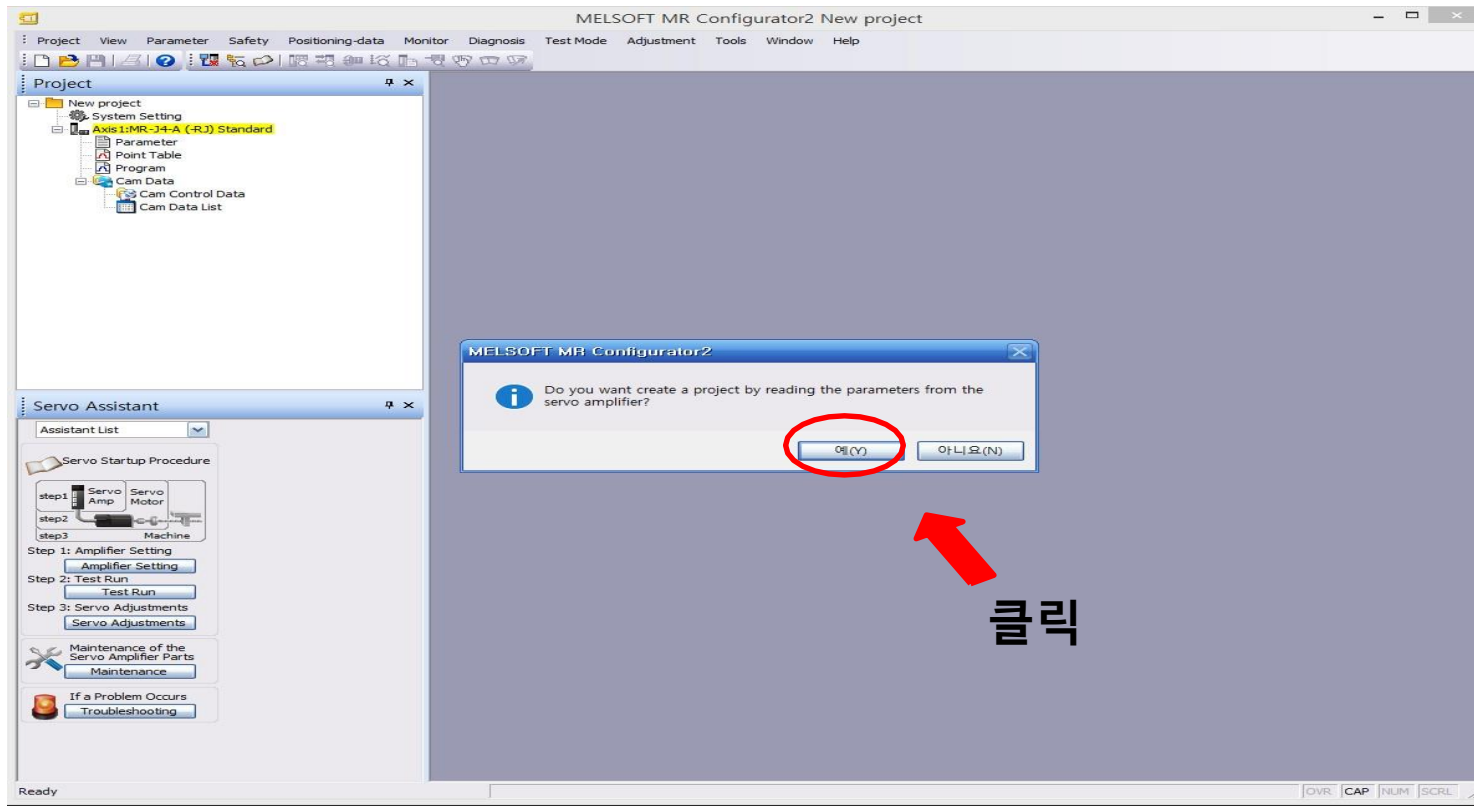 MELSOFT MR Configurator2 New project
Project View Parameter Safety Positioning-data Monitor Diagnosis Test Mode Adjustment Tools Window Help
Project
New project
System Setting
Axis1:MR-J4-A (-RJ) Standard
Parameter
Point Table
Program
Cam Data
Cam Control Data
Cam Data List
MELSOFT MR Configurator2
Do you want create a project by reading the parameters from the
servo amplifier?
예(Y) 아니요(N)
클릭
Servo Assistant
Assistant List
Servo Startup Procedure
step1 Servo Amp Servo Motor
step2
step3 Machine
Step 1: Amplifier Setting
Amplifier Setting
Step 2: Test Run
Test Run
Step 3: Servo Adjustments
Servo Adjustments
Maintenance of the
Servo Amplifier Parts
Maintenance
If a Problem Occurs
Troubleshooting
Ready
OVR CAP NUM SCRL